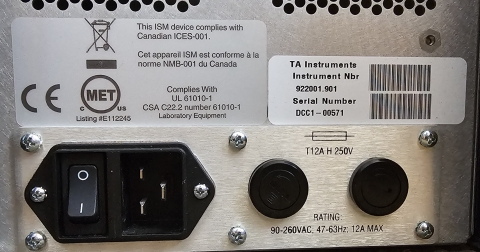 This ISM device complies with
Canadian ICES-001.
Cet appareil ISM est conforme à la
norme NMB-001 du Canada
CE
MET
C US
Listing #E112245
Complies With
UL 61010-1
CSA C22.2 number 61010-1
Laboratory Equipment
TA Instruments
Instrument Nbr
922001.901
Serial Number
DCC1-00571
T12A H 250V
O
I
RATING:
90-260VAC, 47-63Hz, 12A MAX